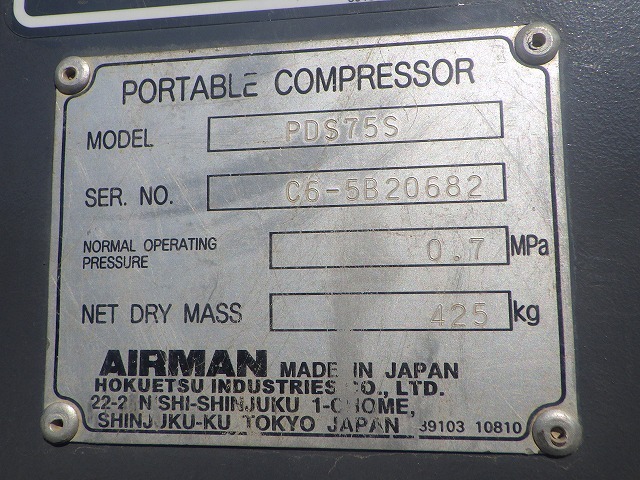 PORTABLE COMPRESSOR
MODEL PDS75S
SER. NO. C6-5B20682
NORMAL OPERATING PRESSURE 0.7 MPa
NET DRY MASS 425 kg
AIRMAN MADE IN JAPAN
HOKUETSU INDUSTRIES CO., LTD.
22-2 NISHI-SHINJUKU 1-CHOME,
SHINJUKU-KU TOKYO JAPAN 39103 10810